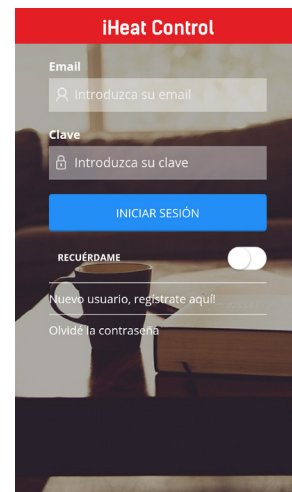 iHeat Control
Email
Introduzca su email
Clave
Introduzca su clave
INICIAR SESIÓN
RECUÉRDAME
Nuevo usuario, regístrate aquí!
Olvidé la contraseña